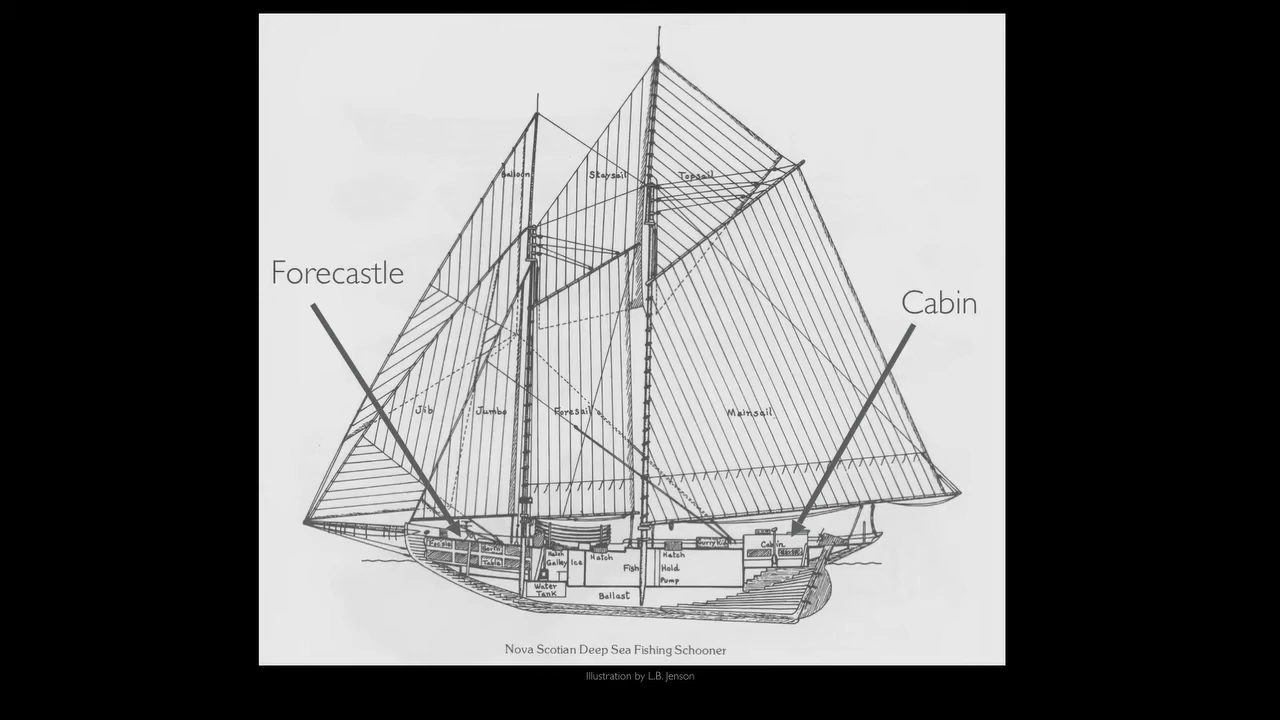 Balloon
Staysail
Topsail
Forecastle
Cabin
Jib
Jumbo
Foresail
Mainsail
Table
Hatch
Galley
Ice
Hatch
Fish
Hatch
Hold
Pump
Cabin
Water
Tank
Ballast
Nova Scotian Deep Sea Fishing Schooner
Illustration by L.B. Jenson